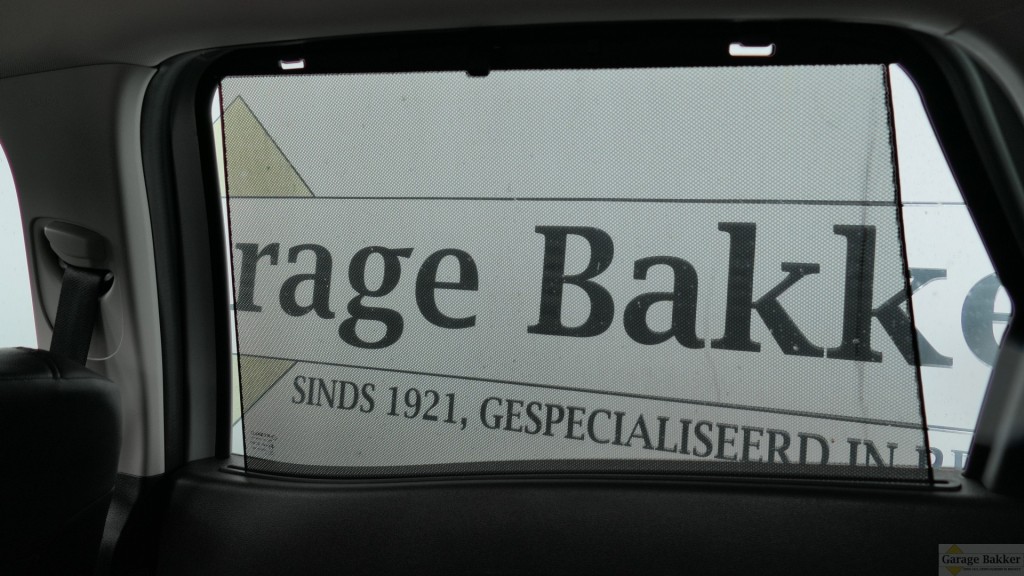 rage Bakke
SINDS 1921, GESPECIALISEERD IN
Garage Bakker